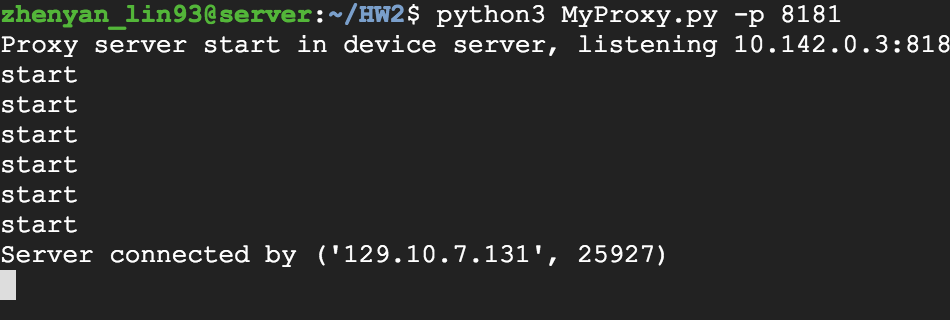 zhenyan_lin93@server:~/HW2$ python3 MyProxy.py -p 8181
Proxy server start in device server, listening 10.142.0.3:818
start
start
start
start
start
start
Server connected by ('129.10.7.131', 25927)